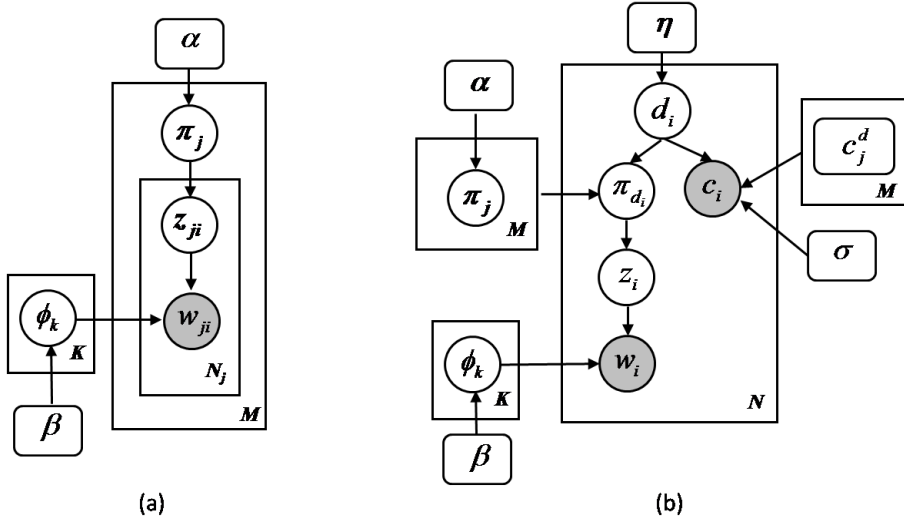 α
π_j
z_ji
w_ji
N_j
M
ϕ_k
K
β
(a)
η
d_i
α
π_j
M
π_{d_i}
c_i
c_j^d
M
σ
z_i
w_i
N
ϕ_k
K
β
(b)